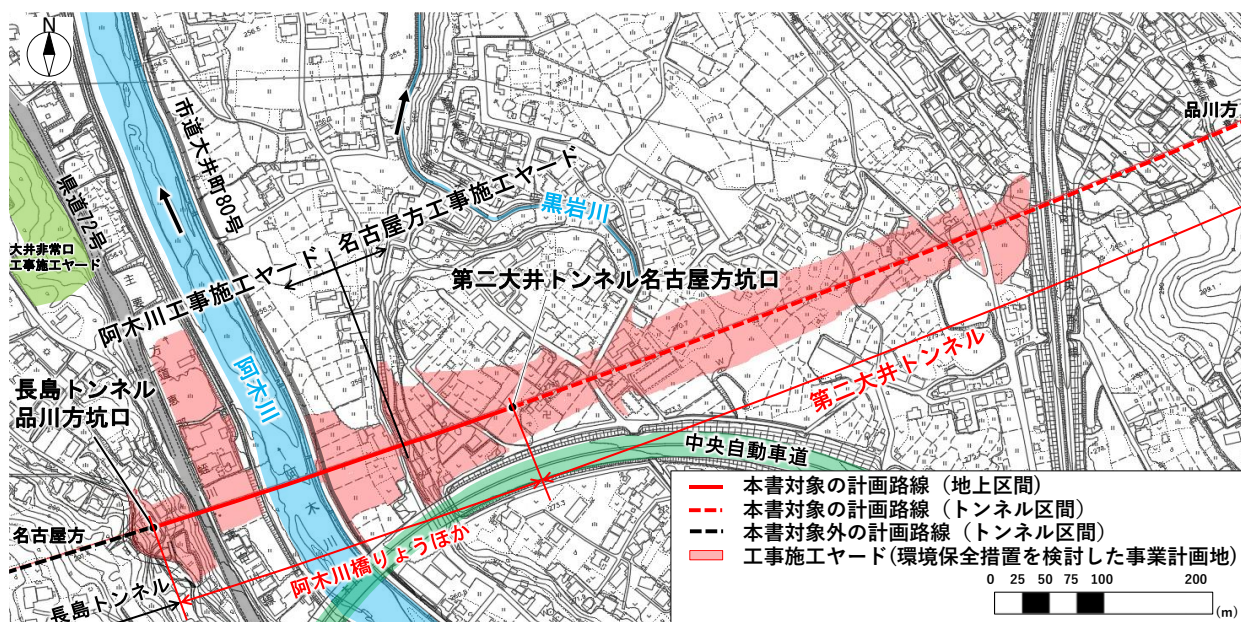 N
256.5
255.4
271.2
274.6
品川方
市道大井町80号
県道72号
大井非常口
工事施工ヤード
阿木川工事施工ヤード
名古屋方工事施工ヤード
黒岩川
第二大井トンネル名古屋方坑口
阿木川
長島トンネル
品川方坑口
第二大井トンネル
中央自動車道
名古屋方
長島トンネル
阿木川橋りょうほか
本書対象の計画路線（地上区間）
本書対象の計画路線（トンネル区間）
本書対象外の計画路線（トンネル区間）
工事施工ヤード(環境保全措置を検討した事業計画地)
0 25 50 75 100 200
(m)